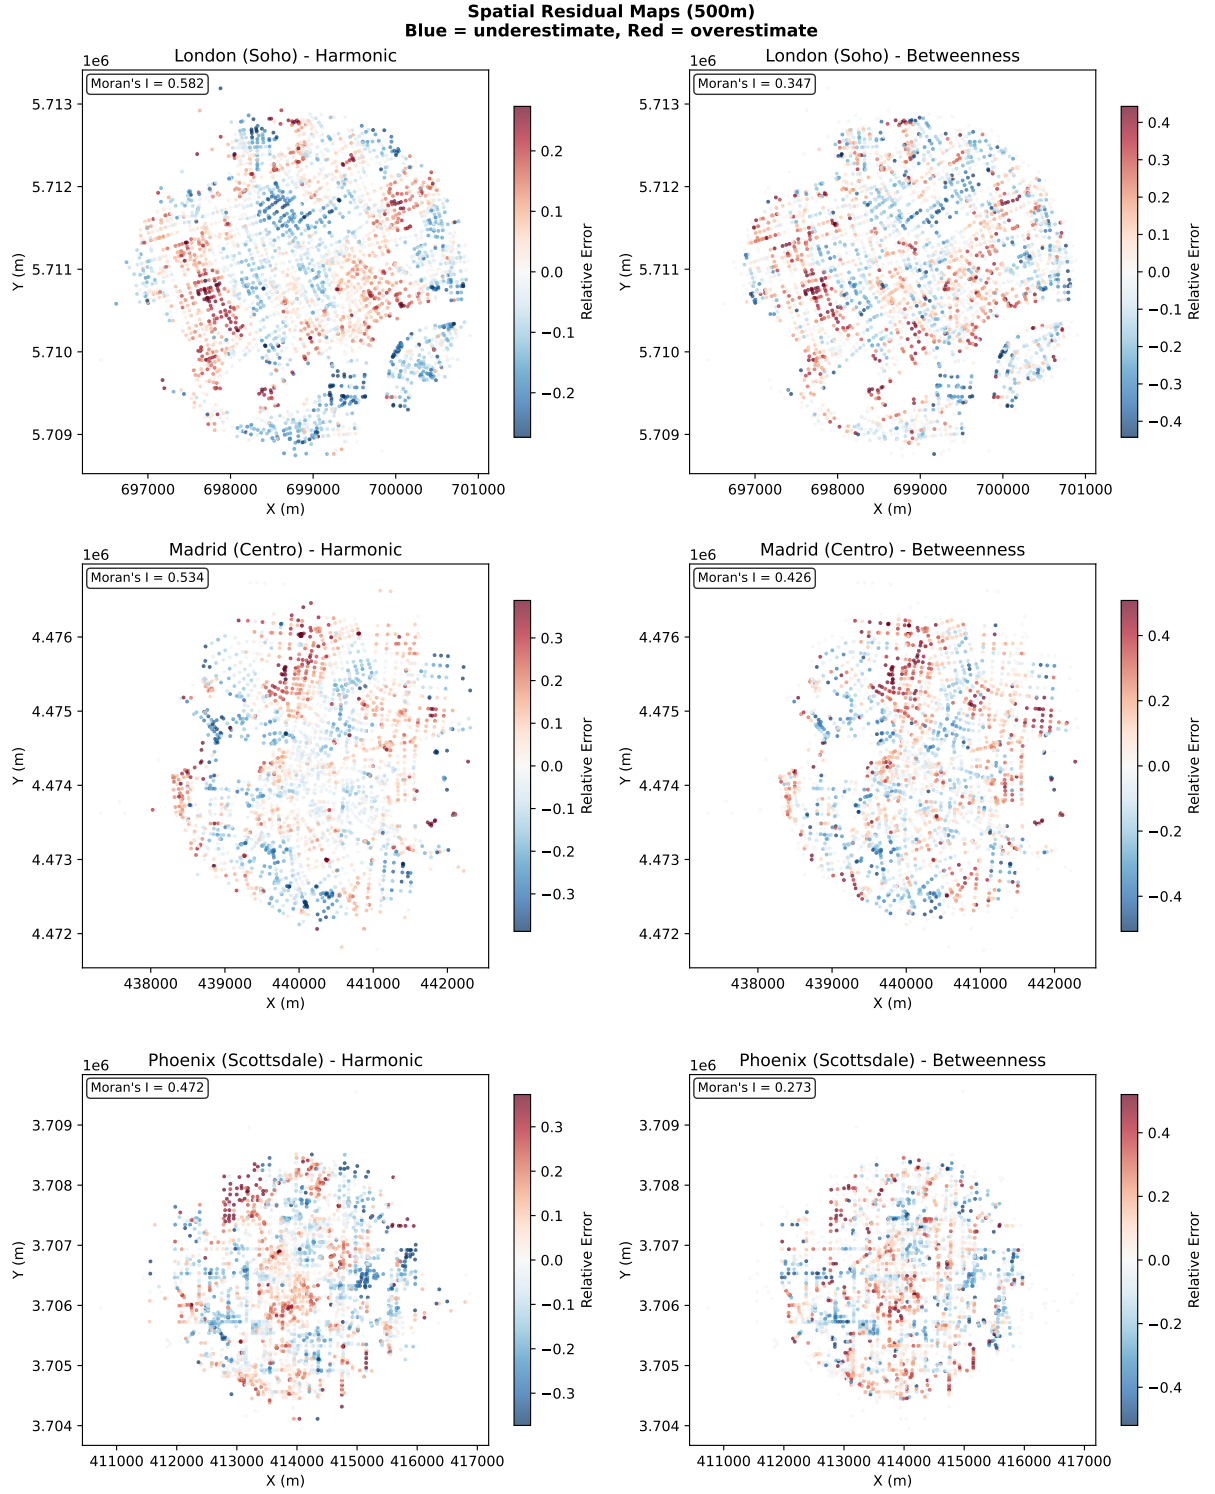 Spatial Residual Maps (500m)
Blue = underestimate, Red = overestimate
London (Soho) - Harmonic
1e6
Moran's I = 0.582
5.713
5.712
5.711
5.710
5.709
Y (m)
697000 698000 699000 700000 701000
X (m)
0.2
0.1
0.0
−0.1
−0.2
Relative Error
London (Soho) - Betweenness
1e6
Moran's I = 0.347
5.713
5.712
5.711
5.710
5.709
Y (m)
697000 698000 699000 700000 701000
X (m)
0.4
0.3
0.2
0.1
0.0
−0.1
−0.2
−0.3
−0.4
Relative Error
Madrid (Centro) - Harmonic
1e6
Moran's I = 0.534
4.476
4.475
4.474
4.473
4.472
Y (m)
438000 439000 440000 441000 442000
X (m)
0.3
0.2
0.1
0.0
−0.1
−0.2
−0.3
Relative Error
Madrid (Centro) - Betweenness
1e6
Moran's I = 0.426
4.476
4.475
4.474
4.473
4.472
Y (m)
438000 439000 440000 441000 442000
X (m)
0.4
0.2
0.0
−0.2
−0.4
Relative Error
Phoenix (Scottsdale) - Harmonic
1e6
Moran's I = 0.472
3.709
3.708
3.707
3.706
3.705
3.704
Y (m)
411000 412000 413000 414000 415000 416000 417000
X (m)
0.3
0.2
0.1
0.0
−0.1
−0.2
−0.3
Relative Error
Phoenix (Scottsdale) - Betweenness
1e6
Moran's I = 0.273
3.709
3.708
3.707
3.706
3.705
3.704
Y (m)
411000 412000 413000 414000 415000 416000 417000
X (m)
0.4
0.2
0.0
−0.2
−0.4
Relative Error